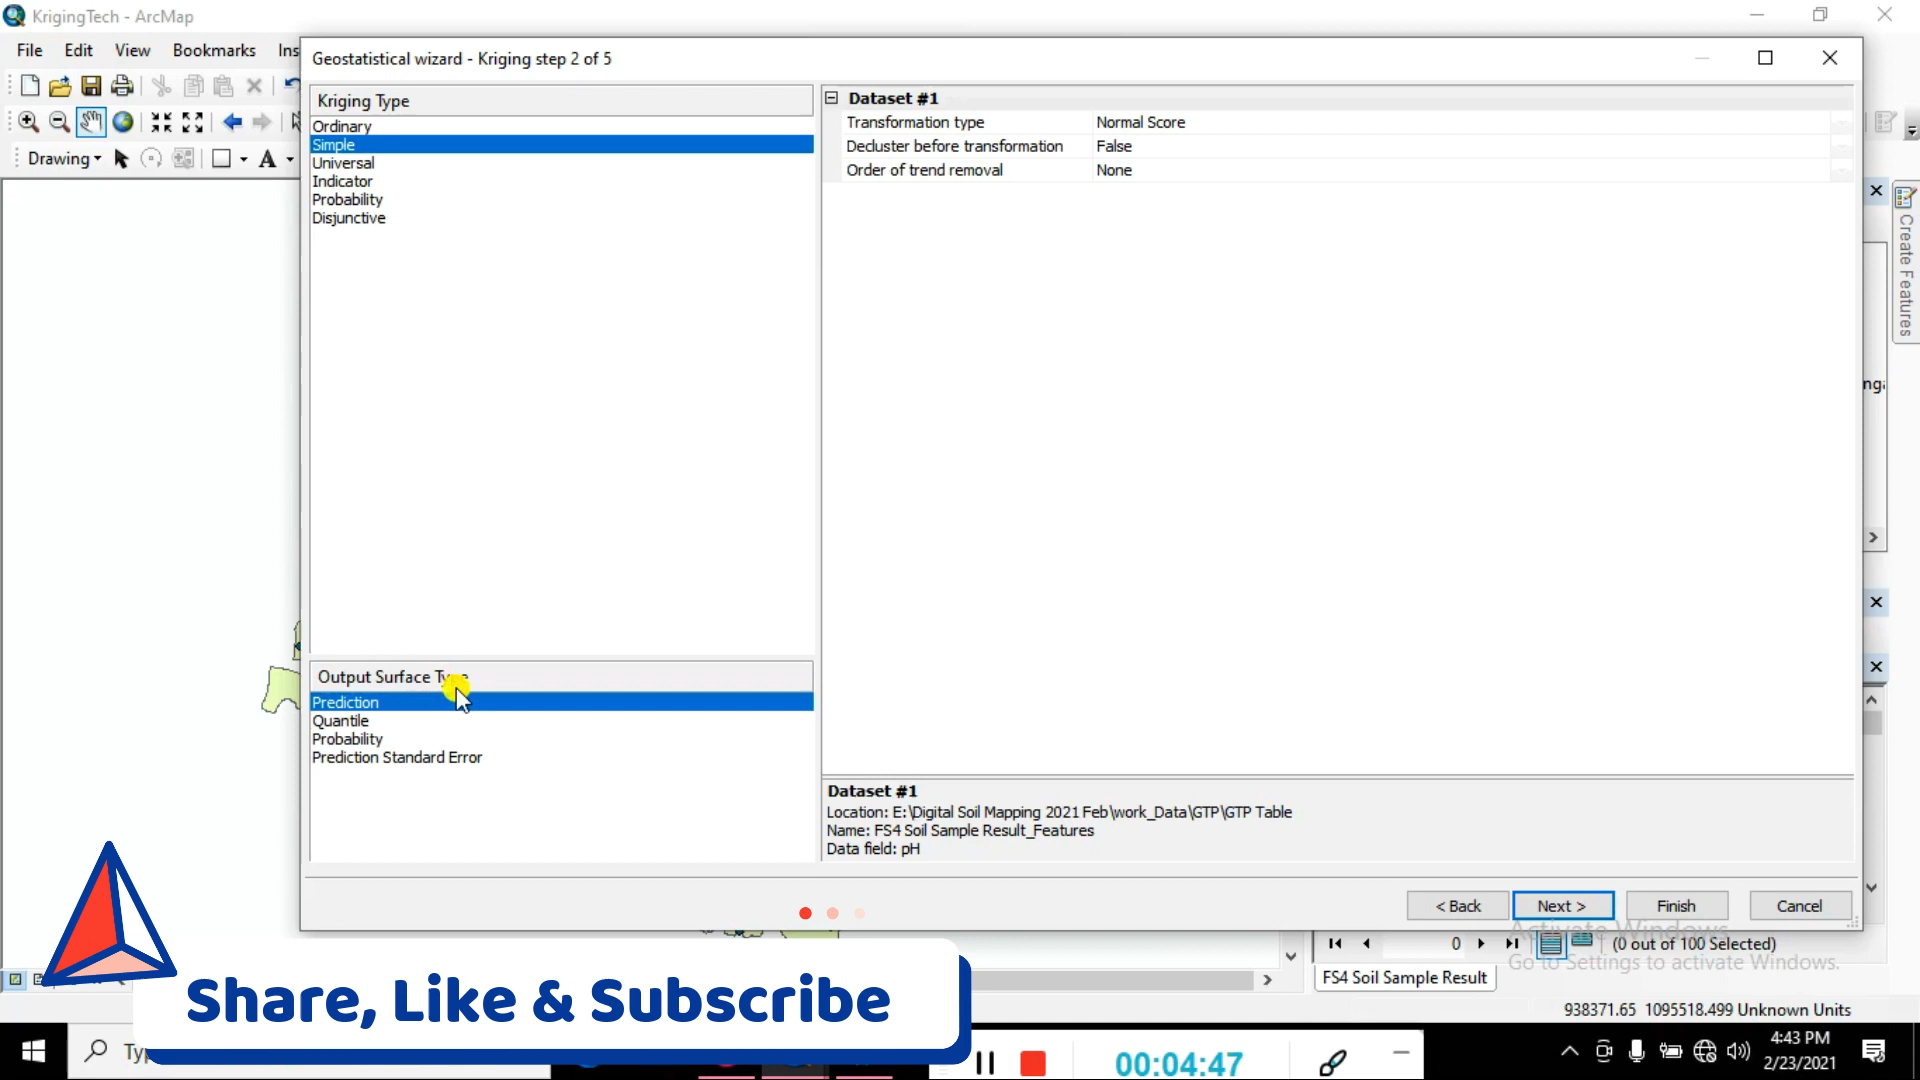 KrigingTech - ArcMap
File Edit View Bookmarks Ins
Drawing
A
Geostatistical wizard - Kriging step 2 of 5
Kriging Type
Ordinary
Simple
Universal
Indicator
Probability
Disjunctive
Output Surface
Prediction
Quantile
Probability
Prediction Standard Error
Dataset #1
Transformation type Normal Score
Decluster before transformation False
Order of trend removal None
Dataset #1
Location: E:\Digital Soil Mapping 2021 Feb\work_Data\GTP\GTP Table
Name: FS4 Soil Sample Result_Features
Data field: pH
< Back Next > Finish Cancel
Create Features
Activate Windows
Go to Settings to activate Windows.
0 (0 out of 100 Selected)
FS4 Soil Sample Result
938371.65 1095518.499 Unknown Units
Share, Like & Subscribe
00:04:47
4:43 PM
2/23/2021